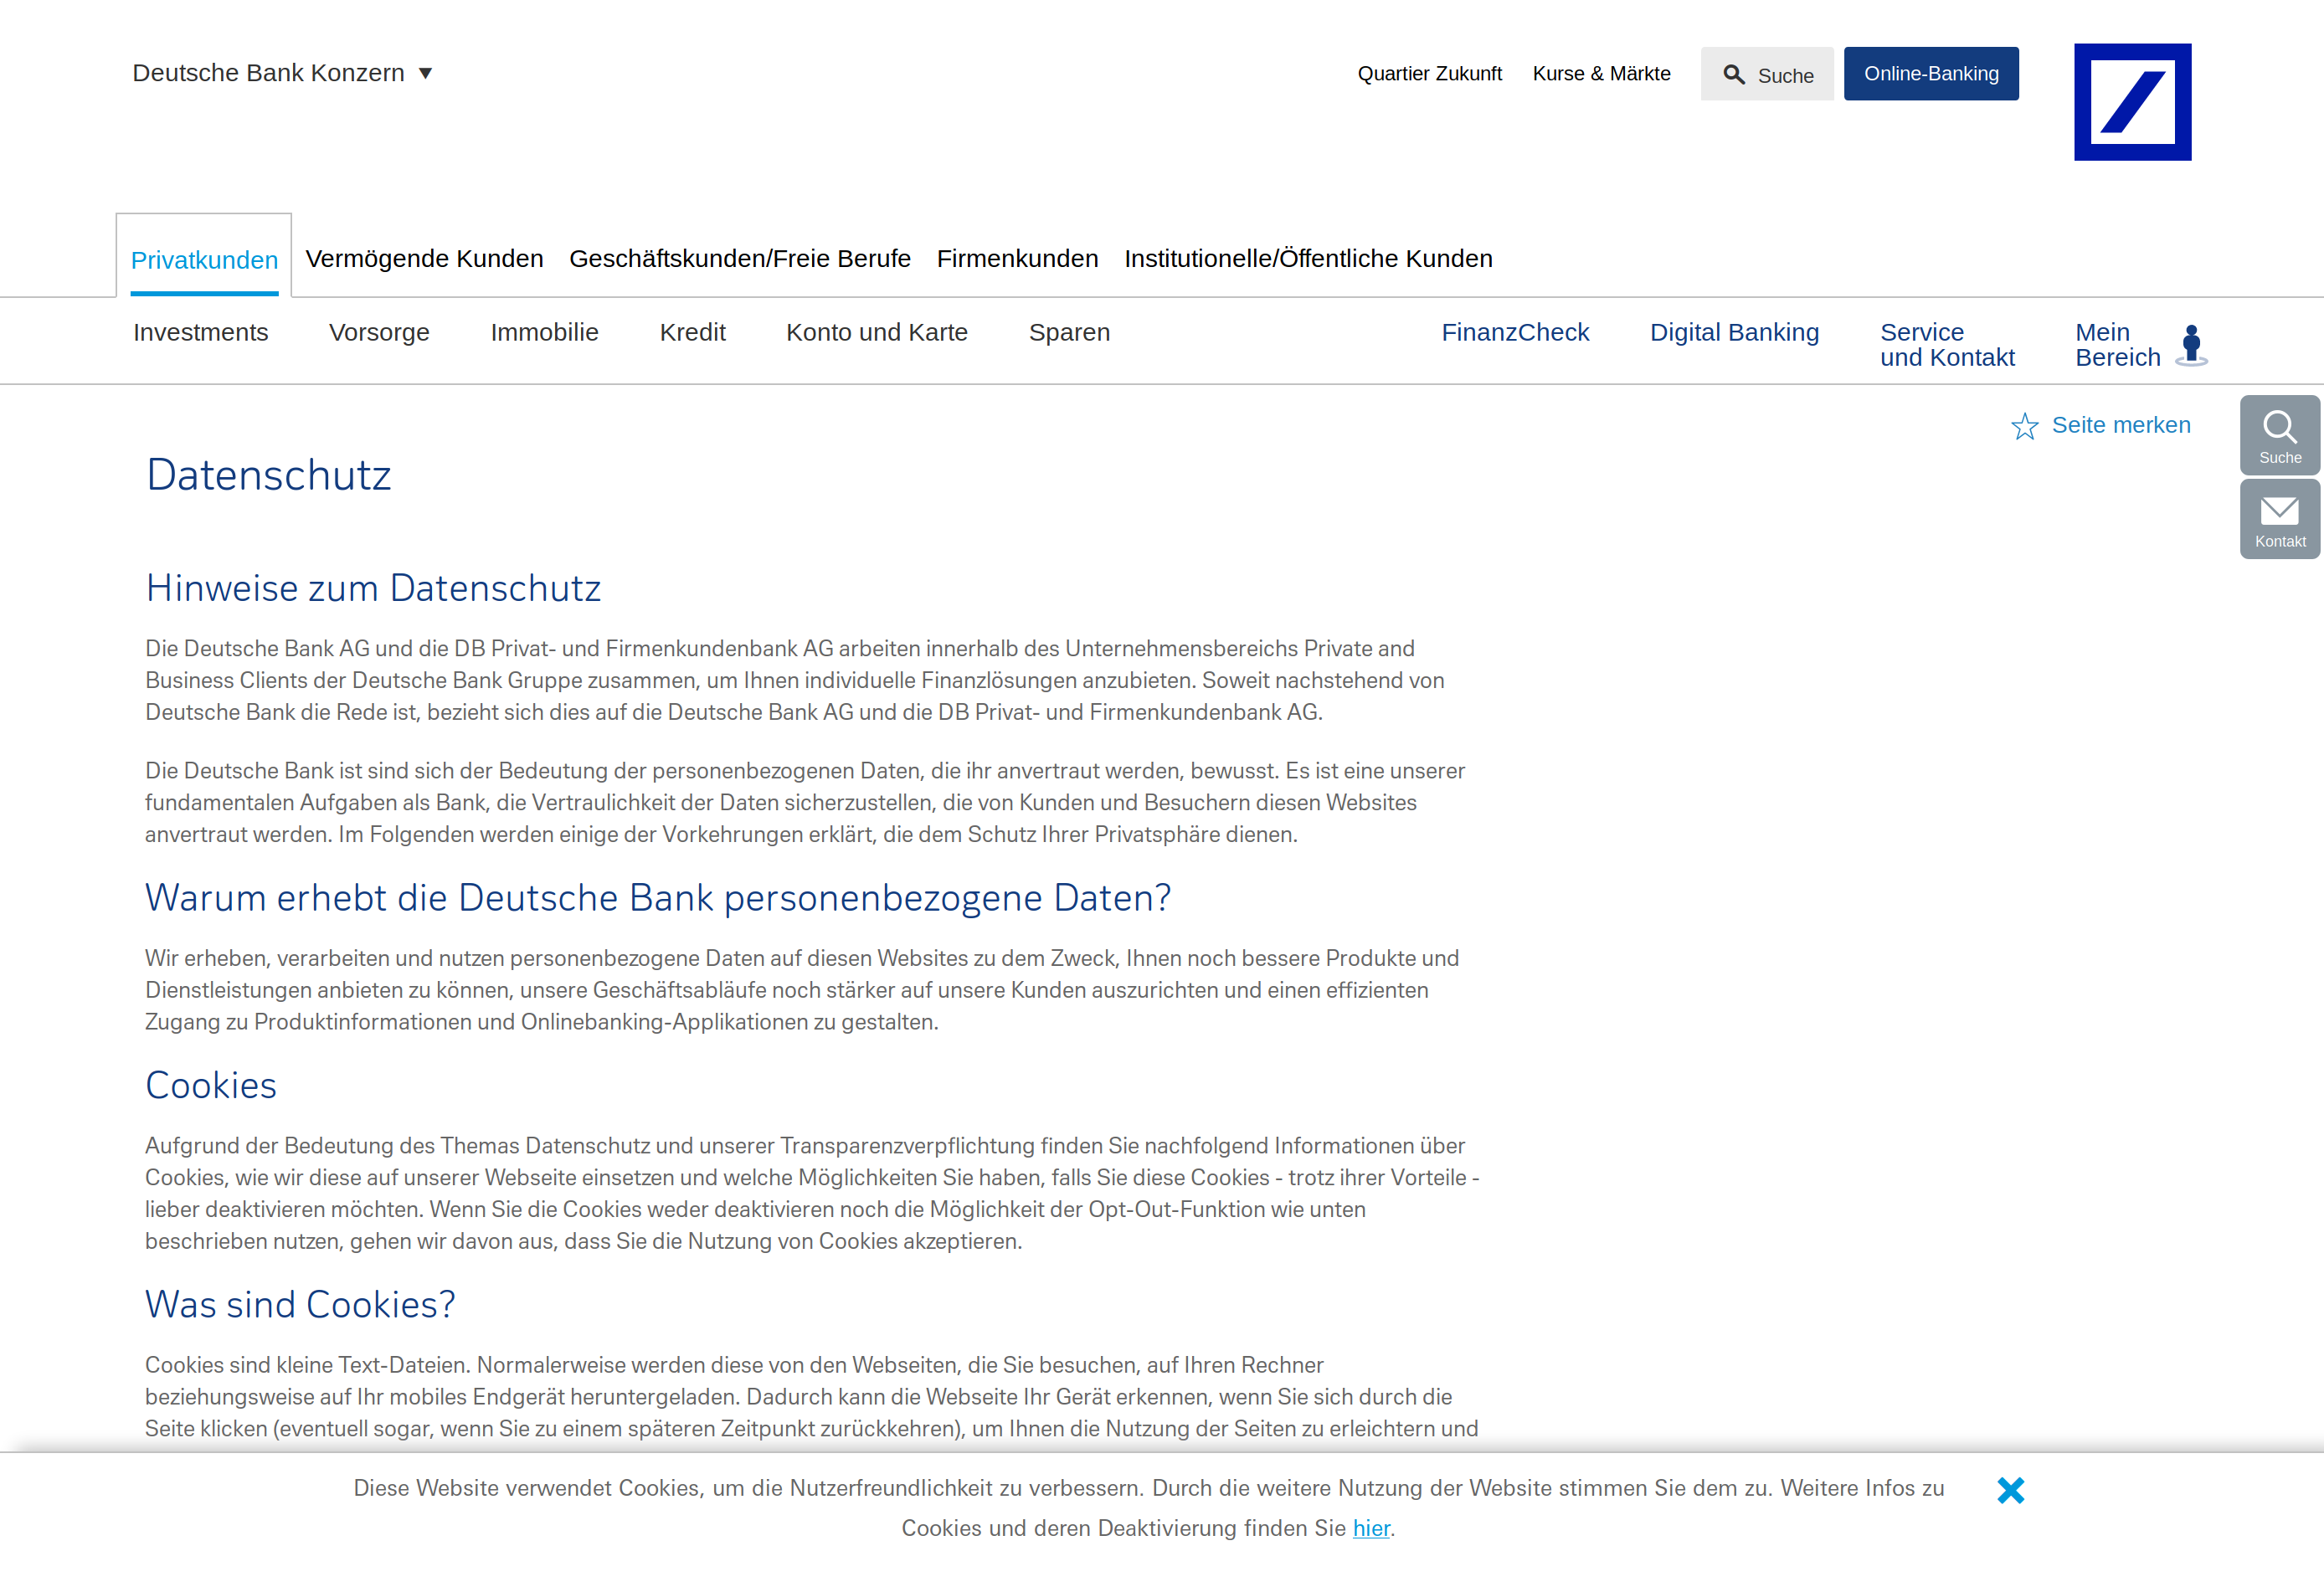 Deutsche Bank Konzern ▼
Quartier Zukunft
Kurse & Märkte
Suche
Online-Banking
Privatkunden
Vermögende Kunden
Geschäftskunden/Freie Berufe
Firmenkunden
Institutionelle/Öffentliche Kunden
Investments
Vorsorge
Immobilie
Kredit
Konto und Karte
Sparen
FinanzCheck
Digital Banking
Service
und Kontakt
Mein
Bereich
Seite merken
Suche
Kontakt
Datenschutz
Hinweise zum Datenschutz
Die Deutsche Bank AG und die DB Privat- und Firmenkundenbank AG arbeiten innerhalb des Unternehmensbereichs Private and
Business Clients der Deutsche Bank Gruppe zusammen, um Ihnen individuelle Finanzlösungen anzubieten. Soweit nachstehend von
Deutsche Bank die Rede ist, bezieht sich dies auf die Deutsche Bank AG und die DB Privat- und Firmenkundenbank AG.
Die Deutsche Bank ist sind sich der Bedeutung der personenbezogenen Daten, die ihr anvertraut werden, bewusst. Es ist eine unserer
fundamentalen Aufgaben als Bank, die Vertraulichkeit der Daten sicherzustellen, die von Kunden und Besuchern diesen Websites
anvertraut werden. Im Folgenden werden einige der Vorkehrungen erklärt, die dem Schutz Ihrer Privatsphäre dienen.
Warum erhebt die Deutsche Bank personenbezogene Daten?
Wir erheben, verarbeiten und nutzen personenbezogene Daten auf diesen Websites zu dem Zweck, Ihnen noch bessere Produkte und
Dienstleistungen anbieten zu können, unsere Geschäftsabläufe noch stärker auf unsere Kunden auszurichten und einen effizienten
Zugang zu Produktinformationen und Onlinebanking-Applikationen zu gestalten.
Cookies
Aufgrund der Bedeutung des Themas Datenschutz und unserer Transparenzverpflichtung finden Sie nachfolgend Informationen über
Cookies, wie wir diese auf unserer Webseite einsetzen und welche Möglichkeiten Sie haben, falls Sie diese Cookies - trotz ihrer Vorteile -
lieber deaktivieren möchten. Wenn Sie die Cookies weder deaktivieren noch die Möglichkeit der Opt-Out-Funktion wie unten
beschrieben nutzen, gehen wir davon aus, dass Sie die Nutzung von Cookies akzeptieren.
Was sind Cookies?
Cookies sind kleine Text-Dateien. Normalerweise werden diese von den Webseiten, die Sie besuchen, auf Ihren Rechner
beziehungsweise auf Ihr mobiles Endgerät heruntergeladen. Dadurch kann die Webseite Ihr Gerät erkennen, wenn Sie sich durch die
Seite klicken (eventuell sogar, wenn Sie zu einem späteren Zeitpunkt zurückkehren), um Ihnen die Nutzung der Seiten zu erleichtern und
Diese Website verwendet Cookies, um die Nutzerfreundlichkeit zu verbessern. Durch die weitere Nutzung der Website stimmen Sie dem zu. Weitere Infos zu
Cookies und deren Deaktivierung finden Sie hier.